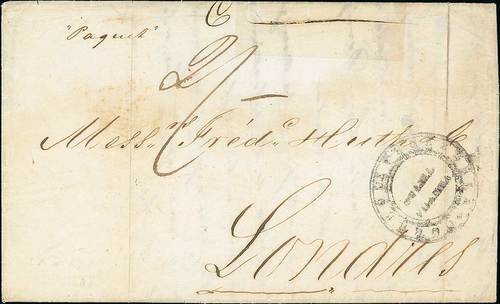 "Paquet"
2/-
Mess.rs Fréd.c Huth & C
Londres